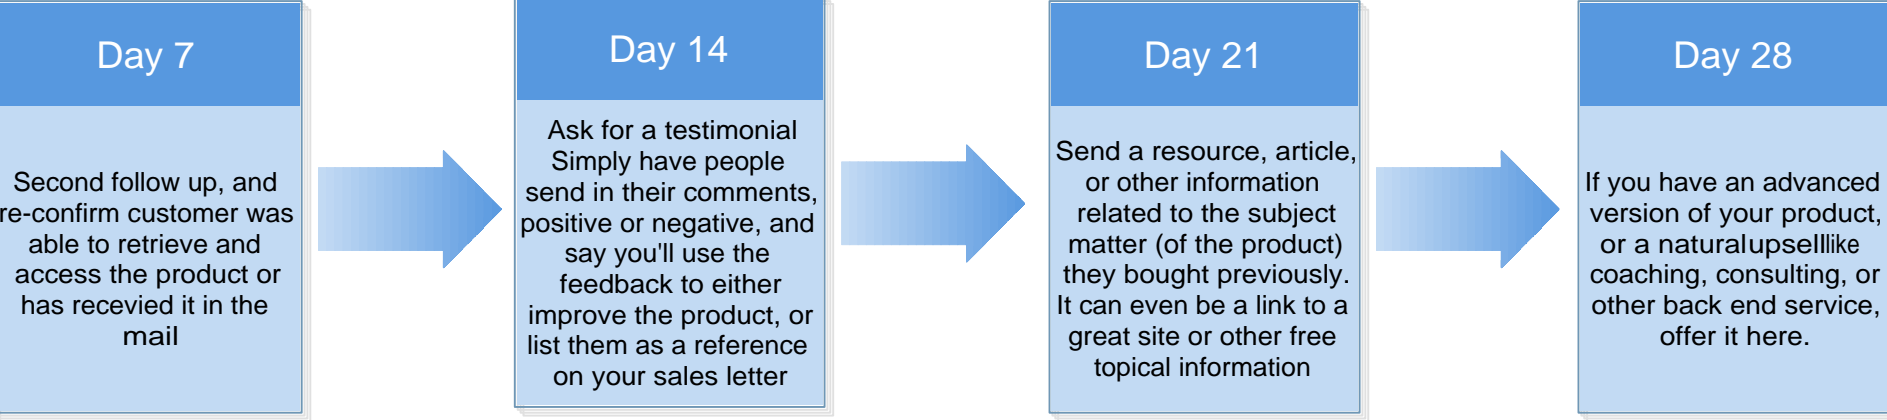 Day 7
Second follow up, and
re-confirm customer was
able to retrieve and
access the product or
has recevied it in the
mail
Day 14
Ask for a testimonial
Simply have people
send in their comments,
positive or negative, and
say you'll use the
feedback to either
improve the product, or
list them as a reference
on your sales letter
Day 21
Send a resource, article,
or other information
related to the subject
matter (of the product)
they bought previously.
It can even be a link to a
great site or other free
topical information
Day 28
If you have an advanced
version of your product,
or a naturalupselllike
coaching, consulting, or
other back end service,
offer it here.